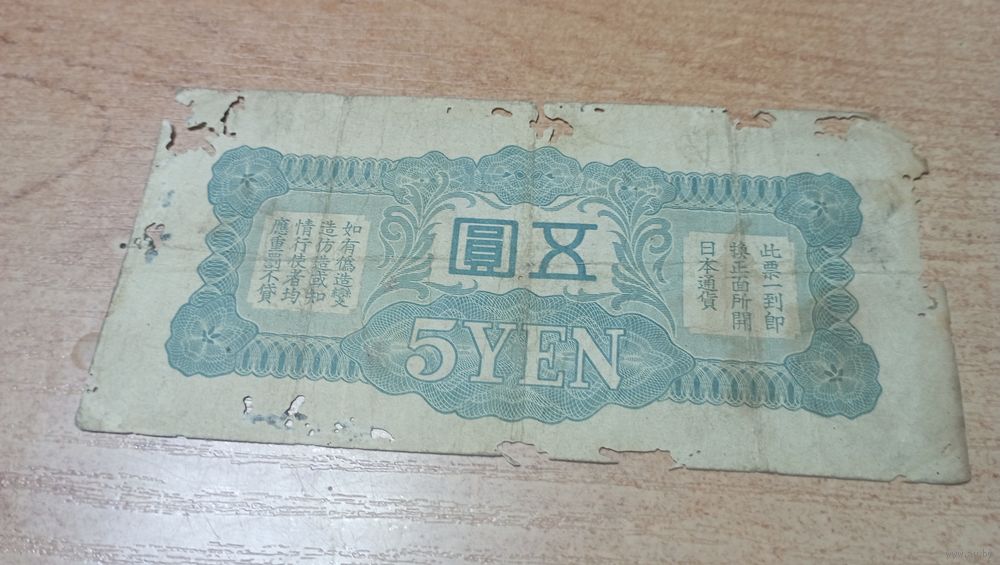 此票一到即
換正面所開
日本通貨
五圓
5YEN
如有僞造變
造仿造或知
情行使者均
應重罰不貸